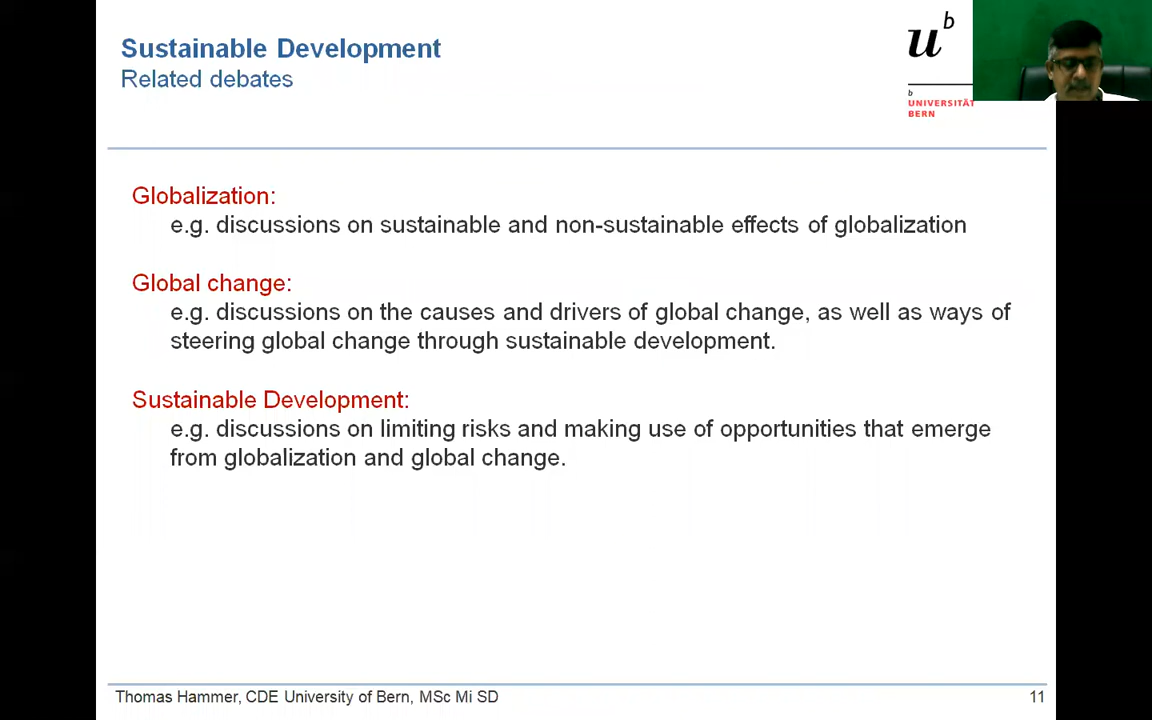 Sustainable Development
Related debates
u b
b
UNIVERSITÄT
BERN
Globalization:
e.g. discussions on sustainable and non-sustainable effects of globalization
Global change:
e.g. discussions on the causes and drivers of global change, as well as ways of
steering global change through sustainable development.
Sustainable Development:
e.g. discussions on limiting risks and making use of opportunities that emerge
from globalization and global change.
Thomas Hammer, CDE University of Bern, MSc Mi SD
11